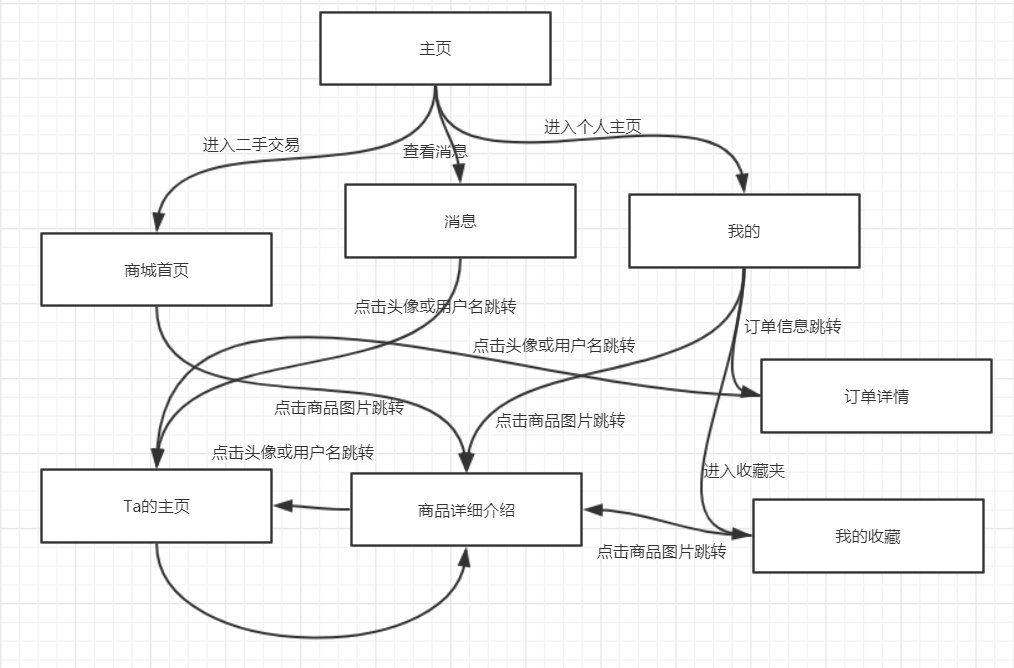 主页
进入个人主页
进入二手交易
查看消息
消息
我的
商城首页
点击头像或用户名跳转
订单信息跳转
点击头像或用户名跳转
订单详情
点击商品图片跳转
点击商品图片跳转
点击头像或用户名跳转
进入收藏夹
Ta的主页
商品详细介绍
我的收藏
点击商品图片跳转